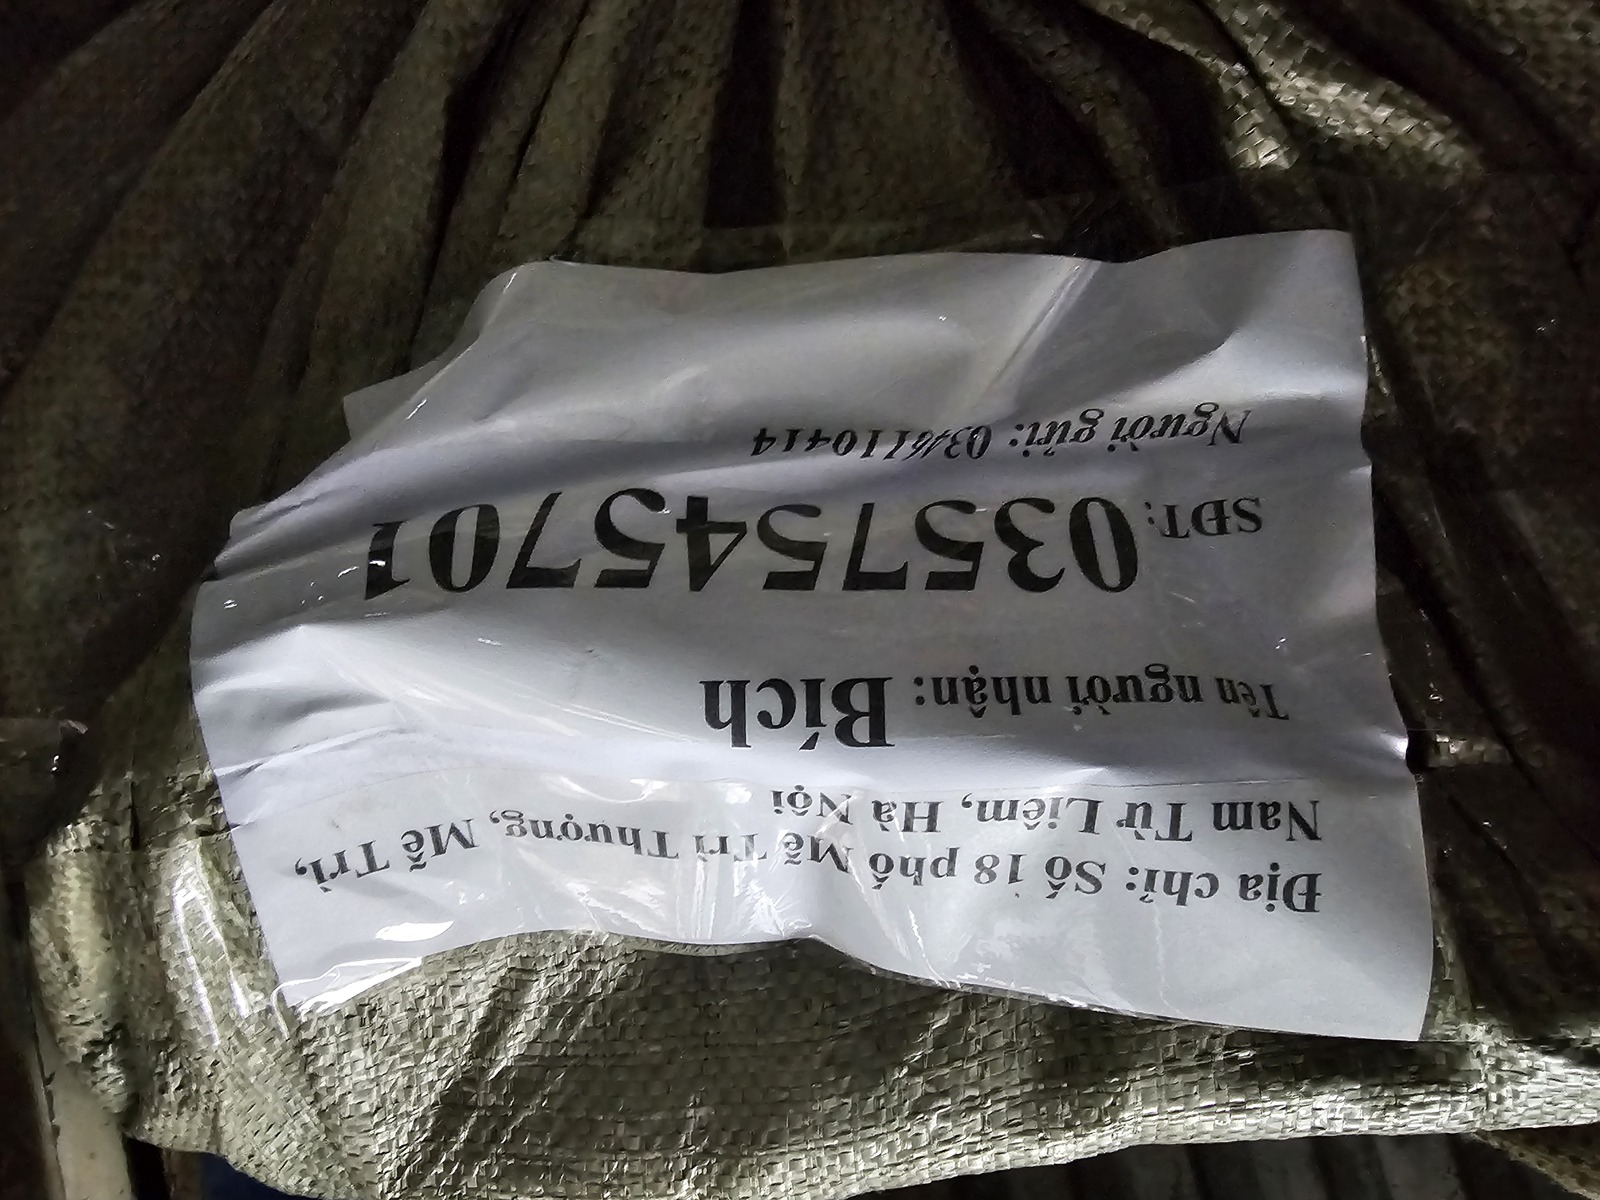 Địa chỉ: Số 18 phố Mễ Trì Thượng, Mễ Trì,
Nam Từ Liêm, Hà Nội
Tên người nhận: Bích
SĐT: 0357545701
Người gửi: 0346110414